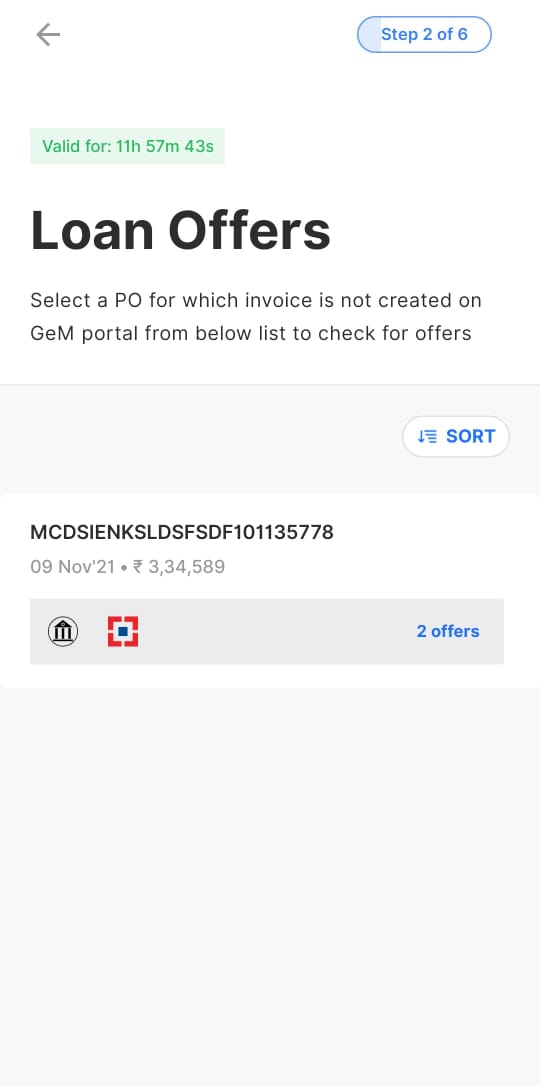 Step 2 of 6
Valid for: 11h 57m 43s
Loan Offers
Select a PO for which invoice is not created on
GeM portal from below list to check for offers
SORT
MCDSIENKSLDSFSDF101135778
09 Nov'21 • ₹ 3,34,589
2 offers